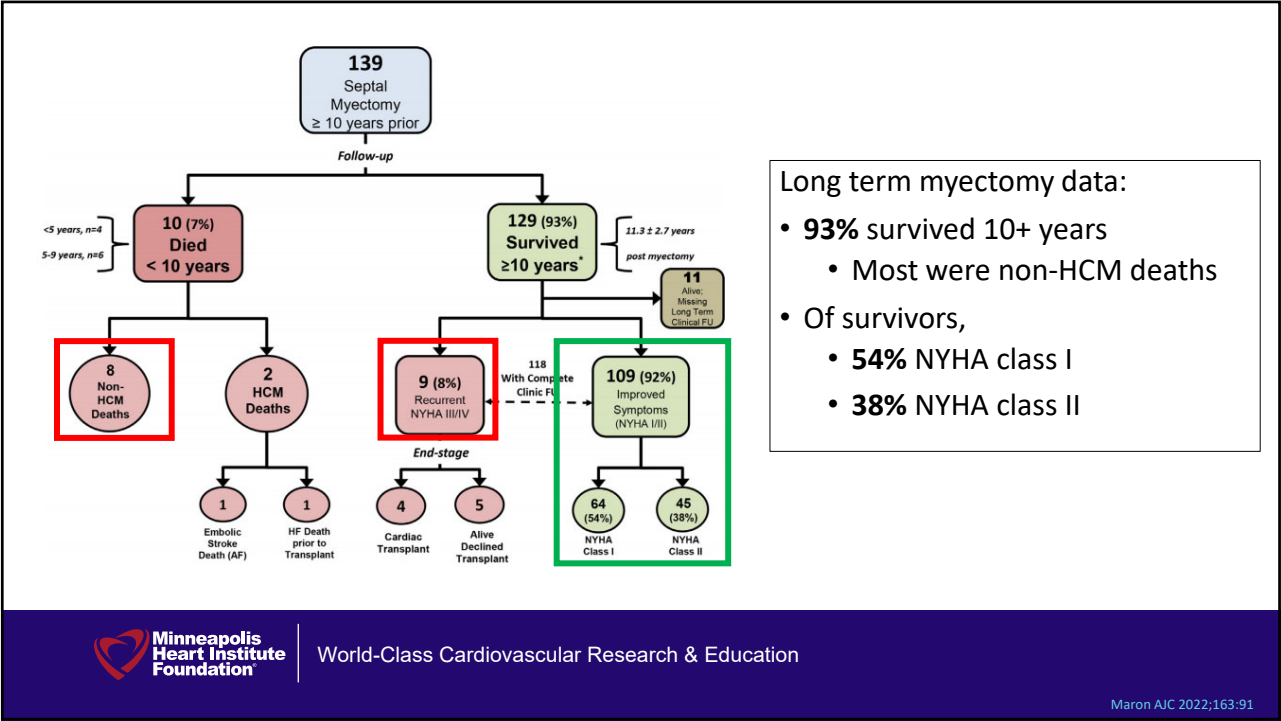 139
Septal
Myectomy
≥ 10 years prior
Follow-up
<5 years, n=4
5-9 years, n=6
10 (7%)
Died
< 10 years
129 (93%)
Survived
≥10 years*
11.3 ± 2.7 years
post myectomy
11
Alive;
Missing
Long Term
Clinical FU
8
Non-
HCM
Deaths
2
HCM
Deaths
9 (8%)
Recurrent
NYHA III/IV
118
With Complete
Clinic FU
109 (92%)
Improved
Symptoms
(NYHA I/II)
End-stage
1
Embolic
Stroke
Death (AF)
1
HF Death
prior to
Transplant
4
Cardiac
Transplant
5
Alive
Declined
Transplant
64
(54%)
NYHA
Class I
45
(38%)
NYHA
Class II
Long term myectomy data:
• 93% survived 10+ years
• Most were non-HCM deaths
• Of survivors,
• 54% NYHA class I
• 38% NYHA class II
Minneapolis
Heart Institute
Foundation®
World-Class Cardiovascular Research & Education
Maron AJC 2022;163:91